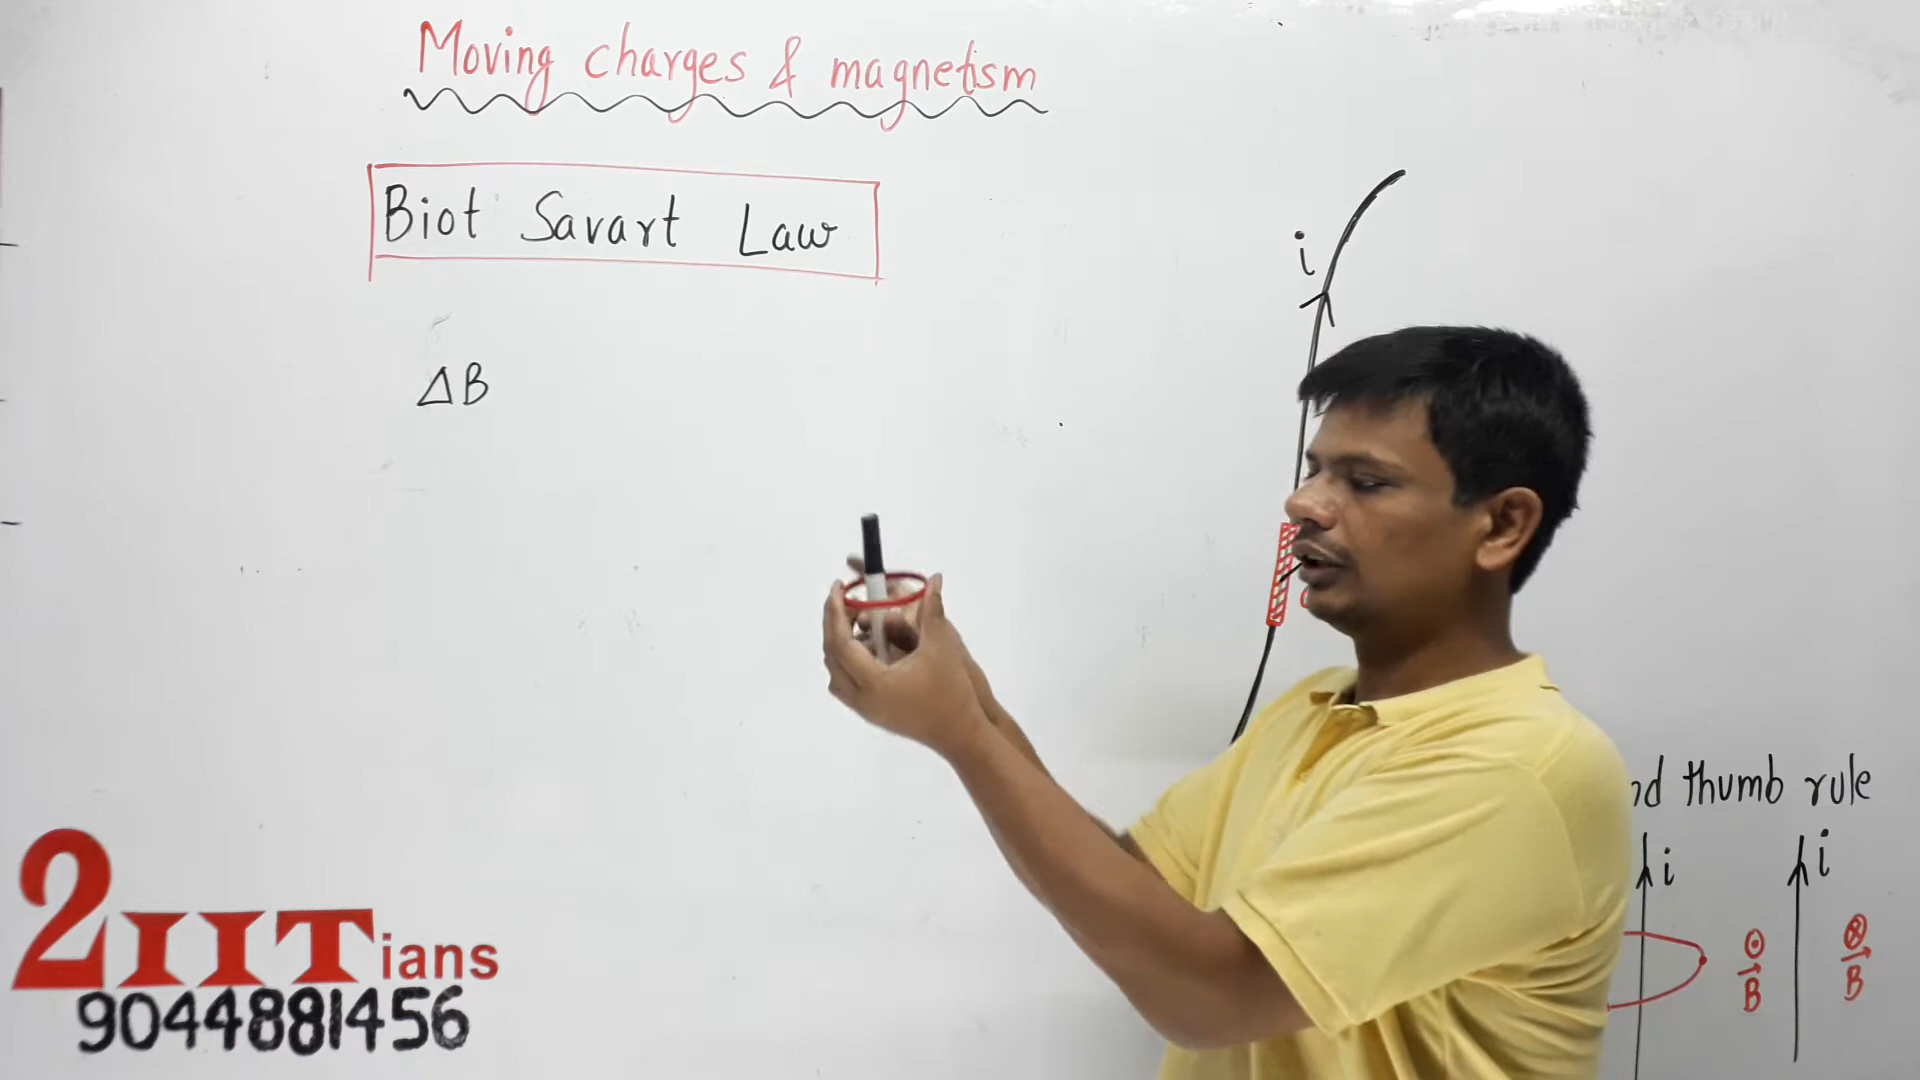 Moving charges & magnetism
Biot Savart Law
i
ΔB
thumb rule
i
i
⊙ ⊗
B
B
2IITians
9044881456